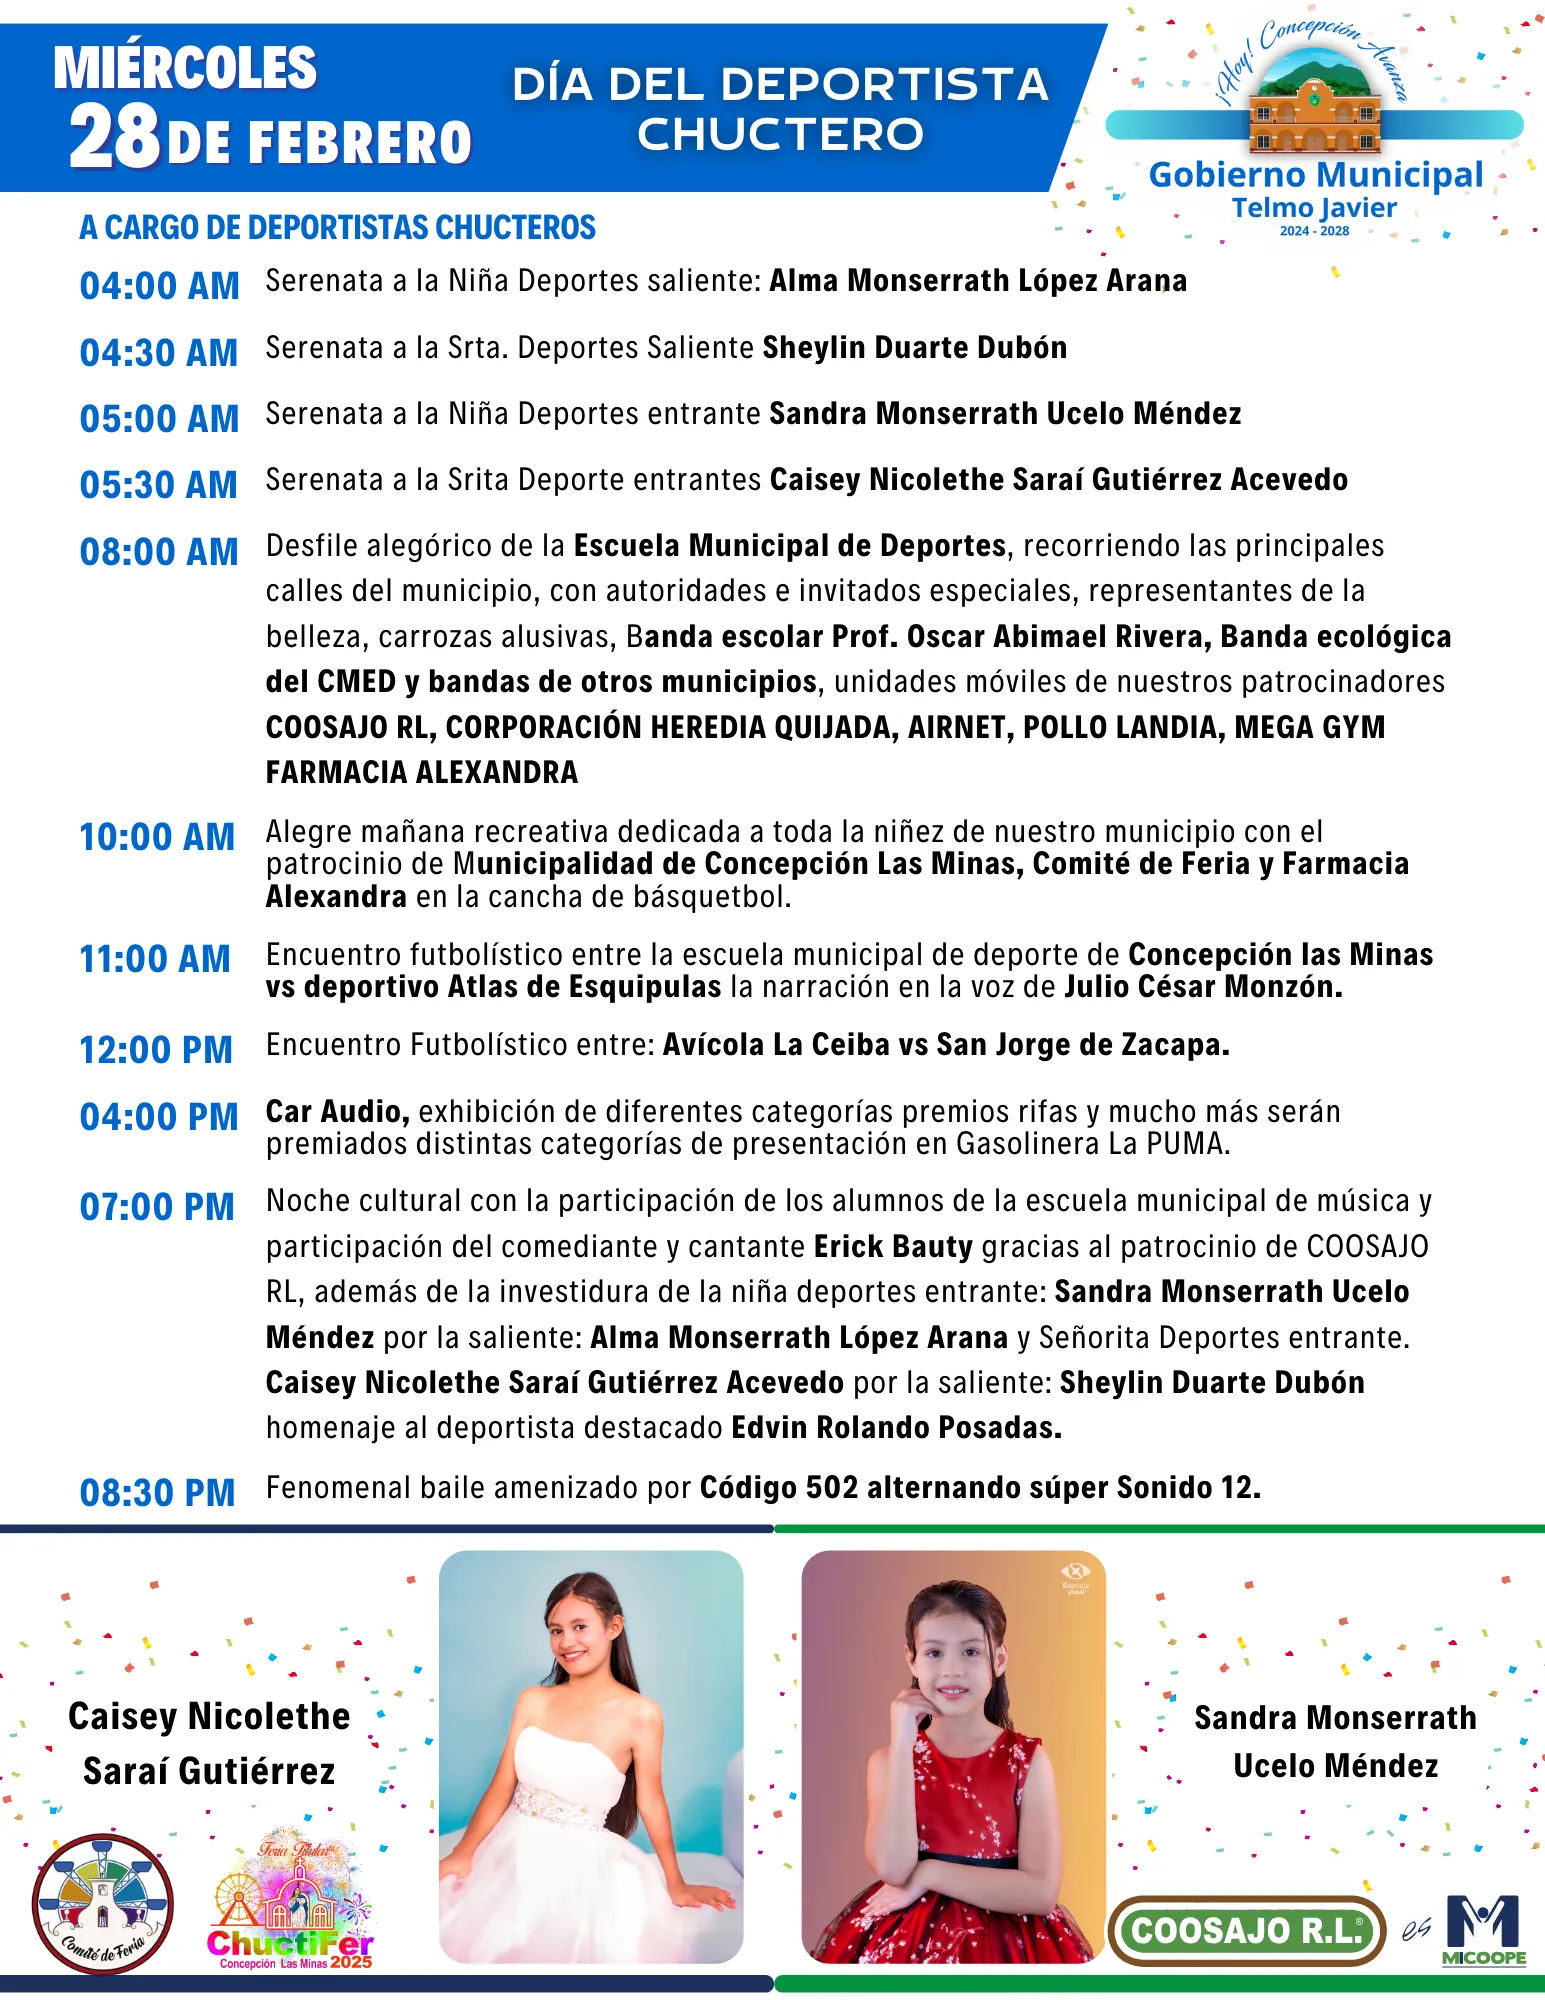 MIÉRCOLES
28 DE FEBRERO
DÍA DEL DEPORTISTA
CHUCTERO
¡Hoy! Concepción Avanza
Gobierno Municipal
Telmo Javier
2024 - 2028
A CARGO DE DEPORTISTAS CHUCTEROS
04:00 AM Serenata a la Niña Deportes saliente: Alma Monserrath López Arana
04:30 AM Serenata a la Srta. Deportes Saliente Sheylin Duarte Dubón
05:00 AM Serenata a la Niña Deportes entrante Sandra Monserrath Ucelo Méndez
05:30 AM Serenata a la Srita Deporte entrantes Caisey Nicolethe Saraí Gutiérrez Acevedo
08:00 AM Desfile alegórico de la Escuela Municipal de Deportes, recorriendo las principales
calles del municipio, con autoridades e invitados especiales, representantes de la
belleza, carrozas alusivas, Banda escolar Prof. Oscar Abimael Rivera, Banda ecológica
del CMED y bandas de otros municipios, unidades móviles de nuestros patrocinadores
COOSAJO RL, CORPORACIÓN HEREDIA QUIJADA, AIRNET, POLLO LANDIA, MEGA GYM
FARMACIA ALEXANDRA
10:00 AM Alegre mañana recreativa dedicada a toda la niñez de nuestro municipio con el
patrocinio de Municipalidad de Concepción Las Minas, Comité de Feria y Farmacia
Alexandra en la cancha de básquetbol.
11:00 AM Encuentro futbolístico entre la escuela municipal de deporte de Concepción las Minas
vs deportivo Atlas de Esquipulas la narración en la voz de Julio César Monzón.
12:00 PM Encuentro Futbolístico entre: Avícola La Ceiba vs San Jorge de Zacapa.
04:00 PM Car Audio, exhibición de diferentes categorías premios rifas y mucho más serán
premiados distintas categorías de presentación en Gasolinera La PUMA.
07:00 PM Noche cultural con la participación de los alumnos de la escuela municipal de música y
participación del comediante y cantante Erick Bauty gracias al patrocinio de COOSAJO
RL, además de la investidura de la niña deportes entrante: Sandra Monserrath Ucelo
Méndez por la saliente: Alma Monserrath López Arana y Señorita Deportes entrante.
Caisey Nicolethe Saraí Gutiérrez Acevedo por la saliente: Sheylin Duarte Dubón
homenaje al deportista destacado Edvin Rolando Posadas.
08:30 PM Fenomenal baile amenizado por Código 502 alternando súper Sonido 12.
Caisey Nicolethe
Saraí Gutiérrez
Esencia
Sandra Monserrath
Ucelo Méndez
Comité de Feria
Feria Titular
ChuctiFer
Concepción Las Minas 2025
COOSAJO R.L.®
es
MICOOPE